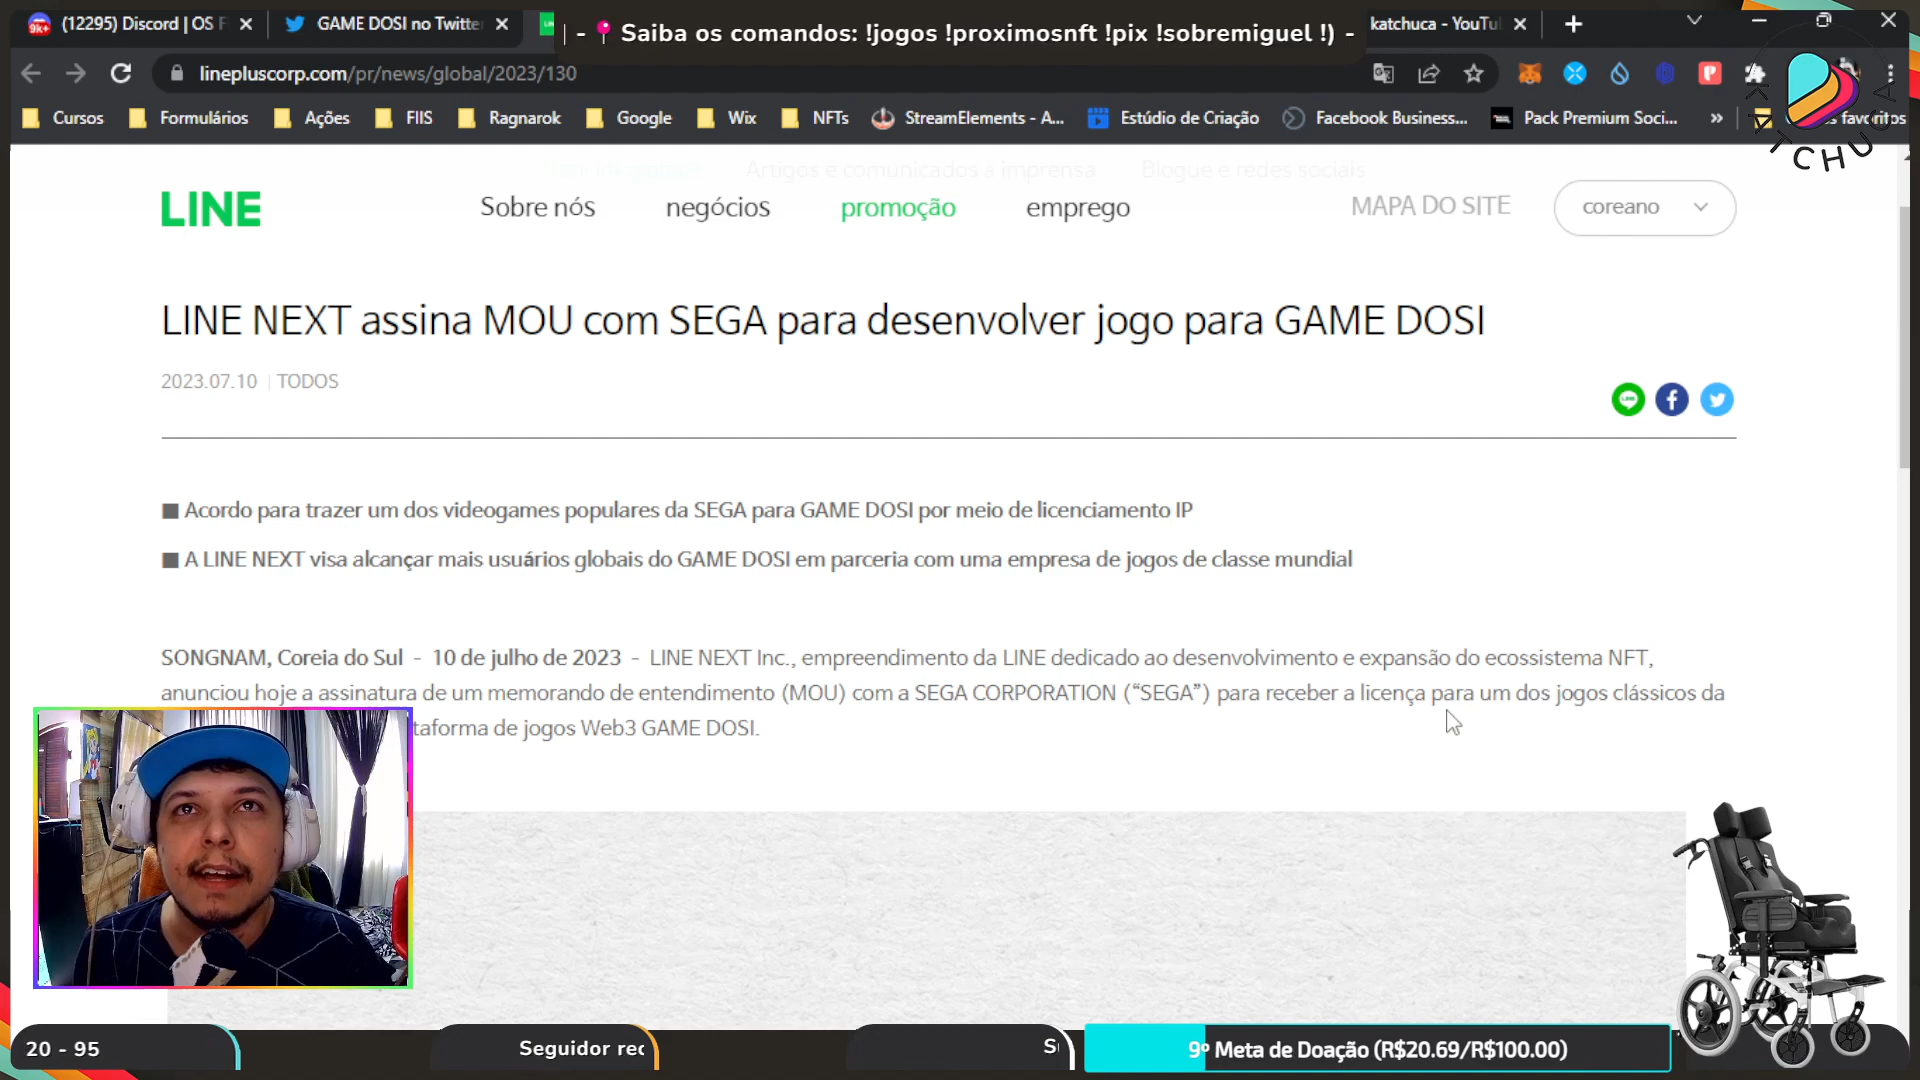 (12295) Discord | OS F
GAME DOSI no Twitte
| - Saiba os comandos: !jogos !proximosnft !pix !sobremiguel !) -
katchuca - YouTu
linepluscorp.com/pr/news/global/2023/130
Cursos
Formulários
Ações
FIIS
Ragnarok
Google
Wix
NFTs
StreamElements - A...
Estúdio de Criação
Facebook Business...
Pack Premium Soci...
»
favoritos
Artigos e comunicados à imprensa
Blogue e redes sociais
LINE
Sobre nós
negócios
promoção
emprego
MAPA DO SITE
coreano
LINE NEXT assina MOU com SEGA para desenvolver jogo para GAME DOSI
2023.07.10 | TODOS
■ Acordo para trazer um dos videogames populares da SEGA para GAME DOSI por meio de licenciamento IP
■ A LINE NEXT visa alcançar mais usuários globais do GAME DOSI em parceria com uma empresa de jogos de classe mundial
SONGNAM, Coreia do Sul - 10 de julho de 2023 - LINE NEXT Inc., empreendimento da LINE dedicado ao desenvolvimento e expansão do ecossistema NFT,
anunciou hoje a assinatura de um memorando de entendimento (MOU) com a SEGA CORPORATION (“SEGA”) para receber a licença para um dos jogos clássicos da
taforma de jogos Web3 GAME DOSI.
20 - 95
Seguidor rec
S
9º Meta de Doação (R$20.69/R$100.00)